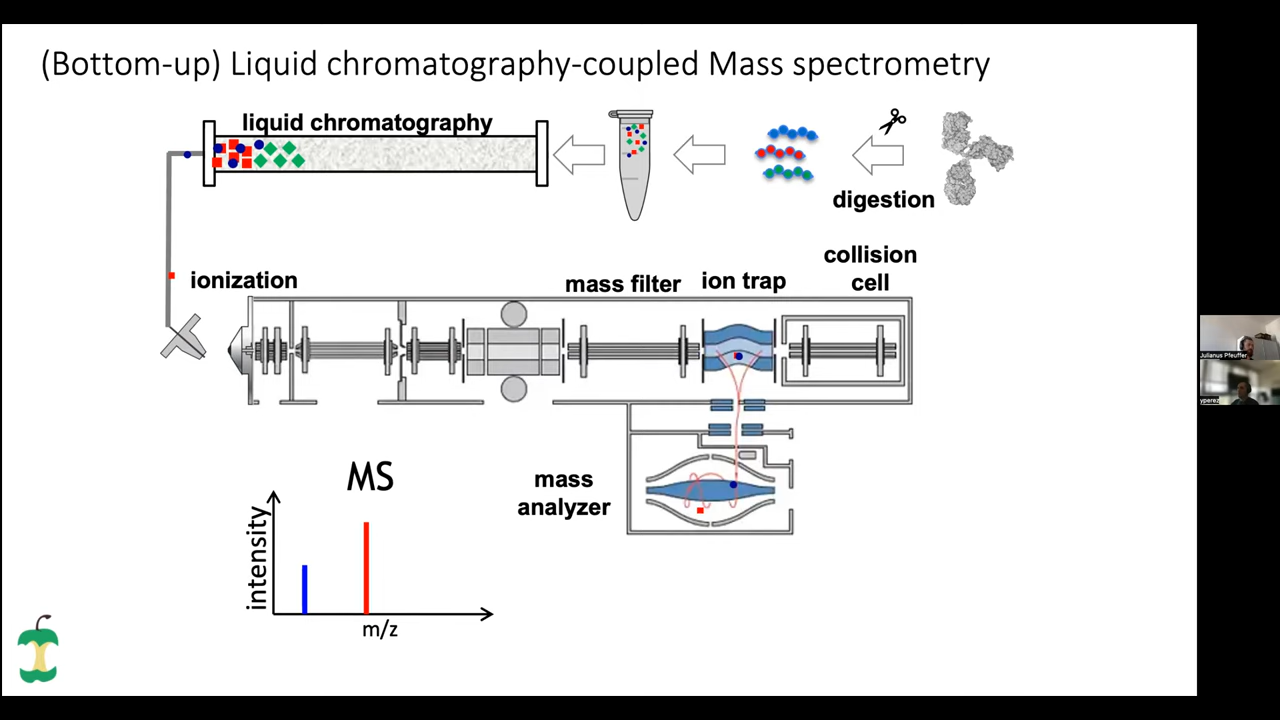 (Bottom-up) Liquid chromatography-coupled Mass spectrometry
liquid chromatography
digestion
ionization
mass filter
ion trap
collision
cell
mass
analyzer
MS
intensity
m/z
Julianus Pfeuffer
yperez